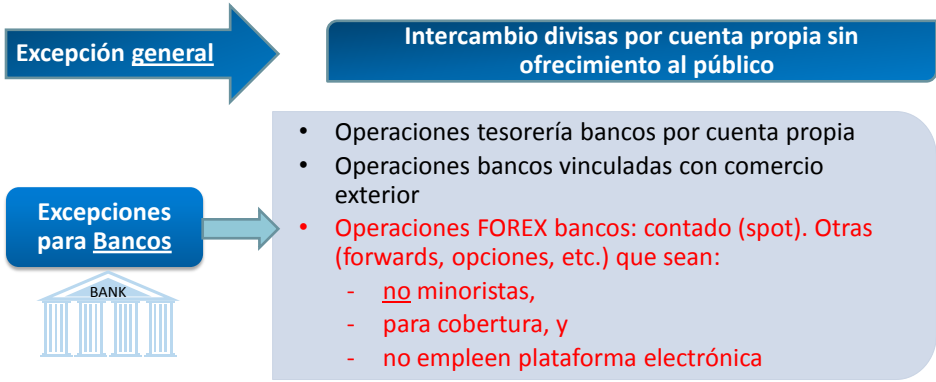 Excepción general
Intercambio divisas por cuenta propia sin
ofrecimiento al público
• Operaciones tesorería bancos por cuenta propia
• Operaciones bancos vinculadas con comercio
exterior
Excepciones
para Bancos
BANK
• Operaciones FOREX bancos: contado (spot). Otras
(forwards, opciones, etc.) que sean:
- no minoristas,
- para cobertura, y
- no empleen plataforma electrónica